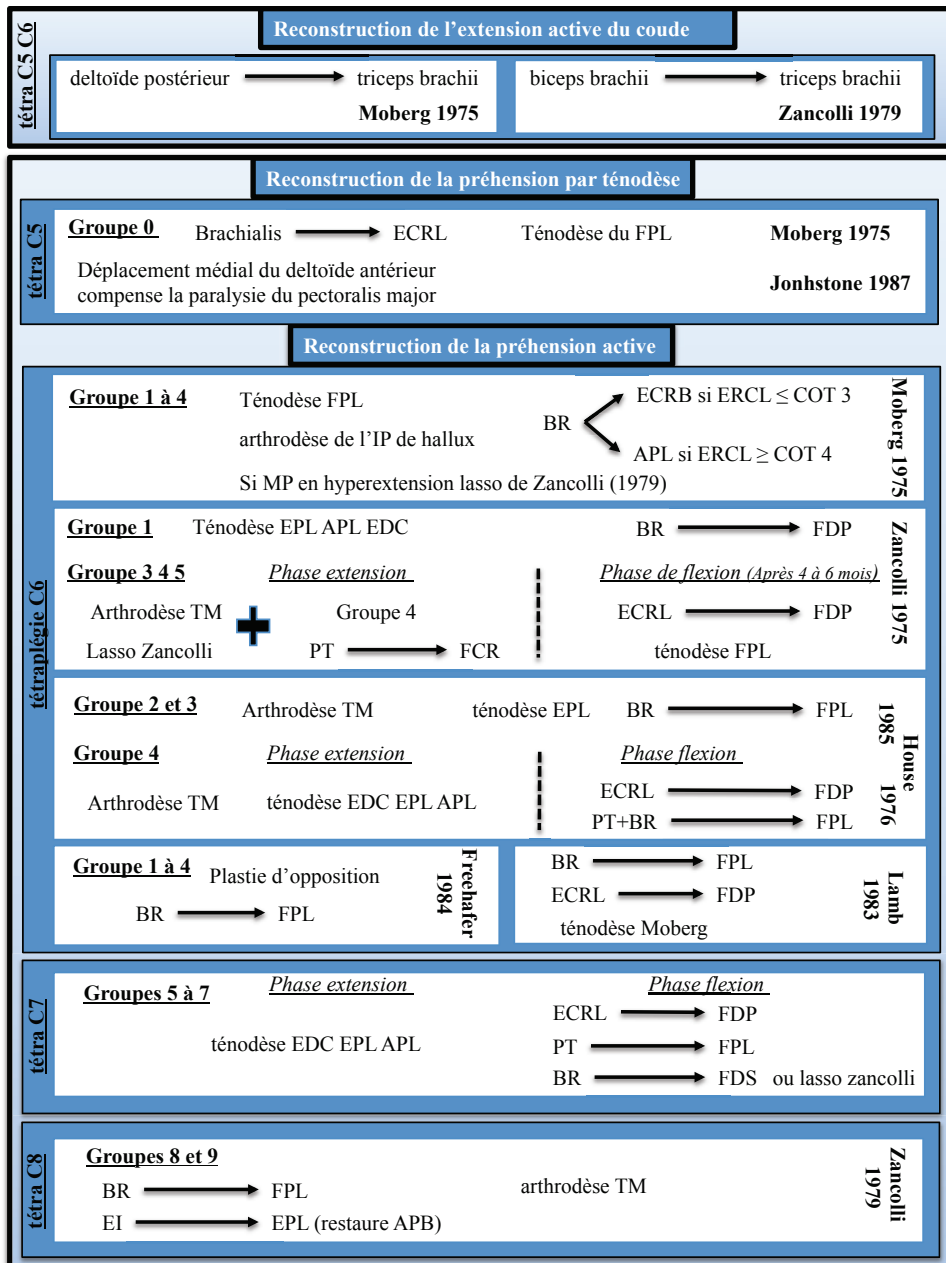 Reconstruction de l'extension active du coude
tétra C5 C6
deltoïde postérieur triceps brachii
Moberg 1975
biceps brachii triceps brachii
Zancolli 1979
Reconstruction de la préhension par ténodèse
tétra C5
Groupe 0 Brachialis ECRL Ténodèse du FPL Moberg 1975
Déplacement médial du deltoïde antérieur
compense la paralysie du pectoralis major
Jonhstone 1987
Reconstruction de la préhension active
tétraplégie C6
Groupe 1 à 4 Ténodèse FPL
arthrodèse de l'IP de hallux
BR
ECRB si ERCL ≤ COT 3
APL si ERCL ≥ COT 4
Si MP en hyperextension lasso de Zancolli (1979)
Moberg 1975
Groupe 1 Ténodèse EPL APL EDC BR FDP
Groupe 3 4 5 Phase extension Phase de flexion (Après 4 à 6 mois)
Arthrodèse TM Groupe 4 ECRL FDP
Lasso Zancolli PT FCR ténodèse FPL
Zancolli 1975
Groupe 2 et 3 Arthrodèse TM ténodèse EPL BR FPL
Groupe 4 Phase extension Phase flexion
Arthrodèse TM ténodèse EDC EPL APL
ECRL FDP
PT+BR FPL
House
1985 1976
Groupe 1 à 4 Plastie d'opposition
BR FPL
Freehafer
1984
BR FPL
ECRL FDP
ténodèse Moberg
Lamb
1983
tétra C7
Groupes 5 à 7 Phase extension Phase flexion
ténodèse EDC EPL APL
ECRL FDP
PT FPL
BR FDS ou lasso zancolli
tétra C8
Groupes 8 et 9
BR FPL arthrodèse TM
EI EPL (restaure APB)
Zancolli
1979